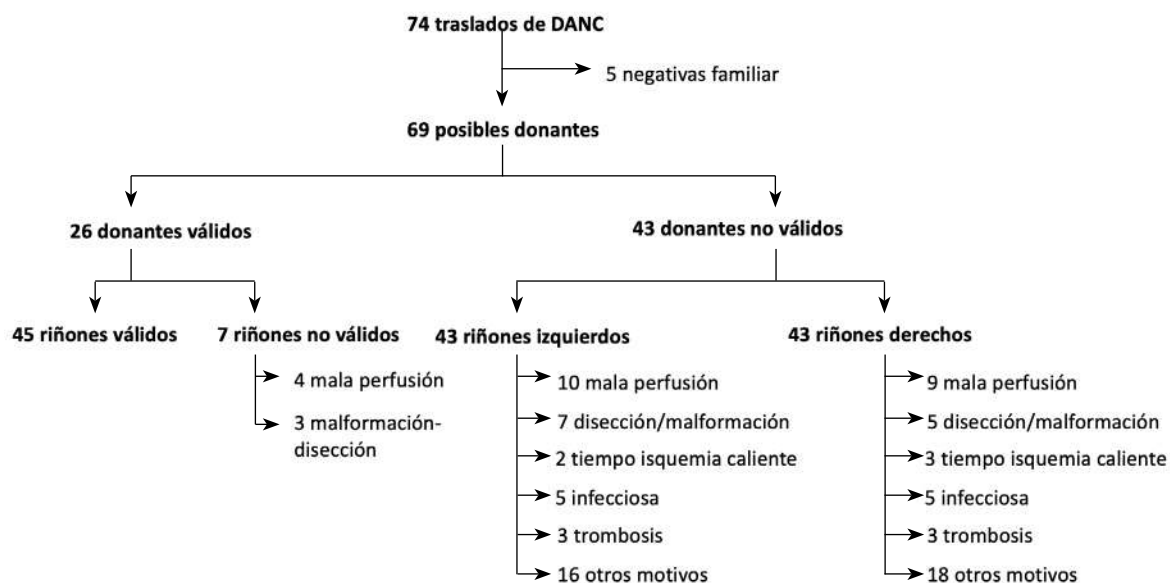 74 traslados de DANC
5 negativas familiar
69 posibles donantes
26 donantes válidos
43 donantes no válidos
45 riñones válidos
7 riñones no válidos
4 mala perfusión
3 malformación-
disección
43 riñones izquierdos
10 mala perfusión
7 disección/malformación
2 tiempo isquemia caliente
5 infecciosa
3 trombosis
16 otros motivos
43 riñones derechos
9 mala perfusión
5 disección/malformación
3 tiempo isquemia caliente
5 infecciosa
3 trombosis
18 otros motivos